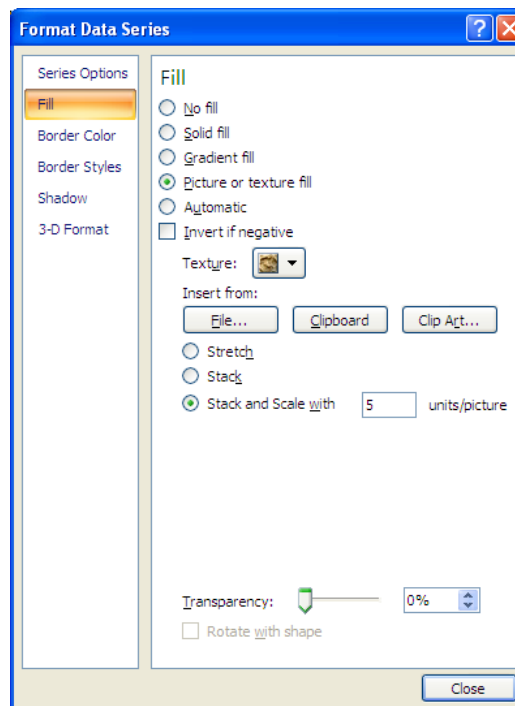 Format Data Series
Series Options
Fill
Border Color
Border Styles
Shadow
3-D Format
Fill
No fill
Solid fill
Gradient fill
Picture or texture fill
Automatic
Invert if negative
Texture:
Insert from:
File... Clipboard Clip Art...
Stretch
Stack
Stack and Scale with 5 units/picture
Transparency: 0%
Rotate with shape
Close